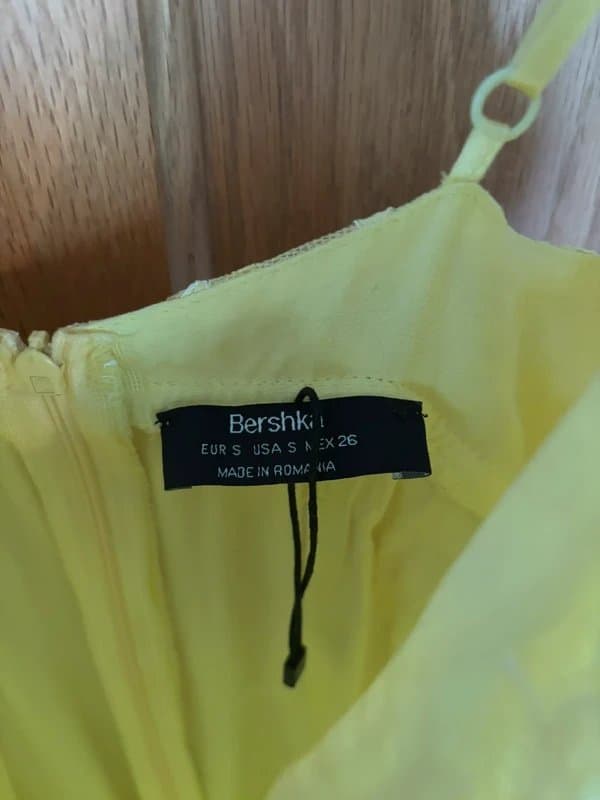 Bershka
EUR S USA S MEX 26
MADE IN ROMANIA